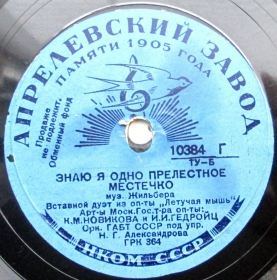 АПРЕЛЕВСКИЙ ЗАВОД
ПАМЯТИ 1905 ГОДА
Продаже
не подлежит.
Обменный фонд
10384 Г
ТУ-Б
ЗНАЮ Я ОДНО ПРЕЛЕСТНОЕ
МЕСТЕЧКО
муз. Жильбера
Вставной дуэт из оп-ты „Летучая мышь"
Арт-ы Моск.Гос.т-ра оп-ты:
К.М.НОВИКОВА и И.И.ГЕДРОЙЦ
Орк. ГАБТ СССР под упр.
Н. Г. Александрова
ГРК 364
НКОМ СССР